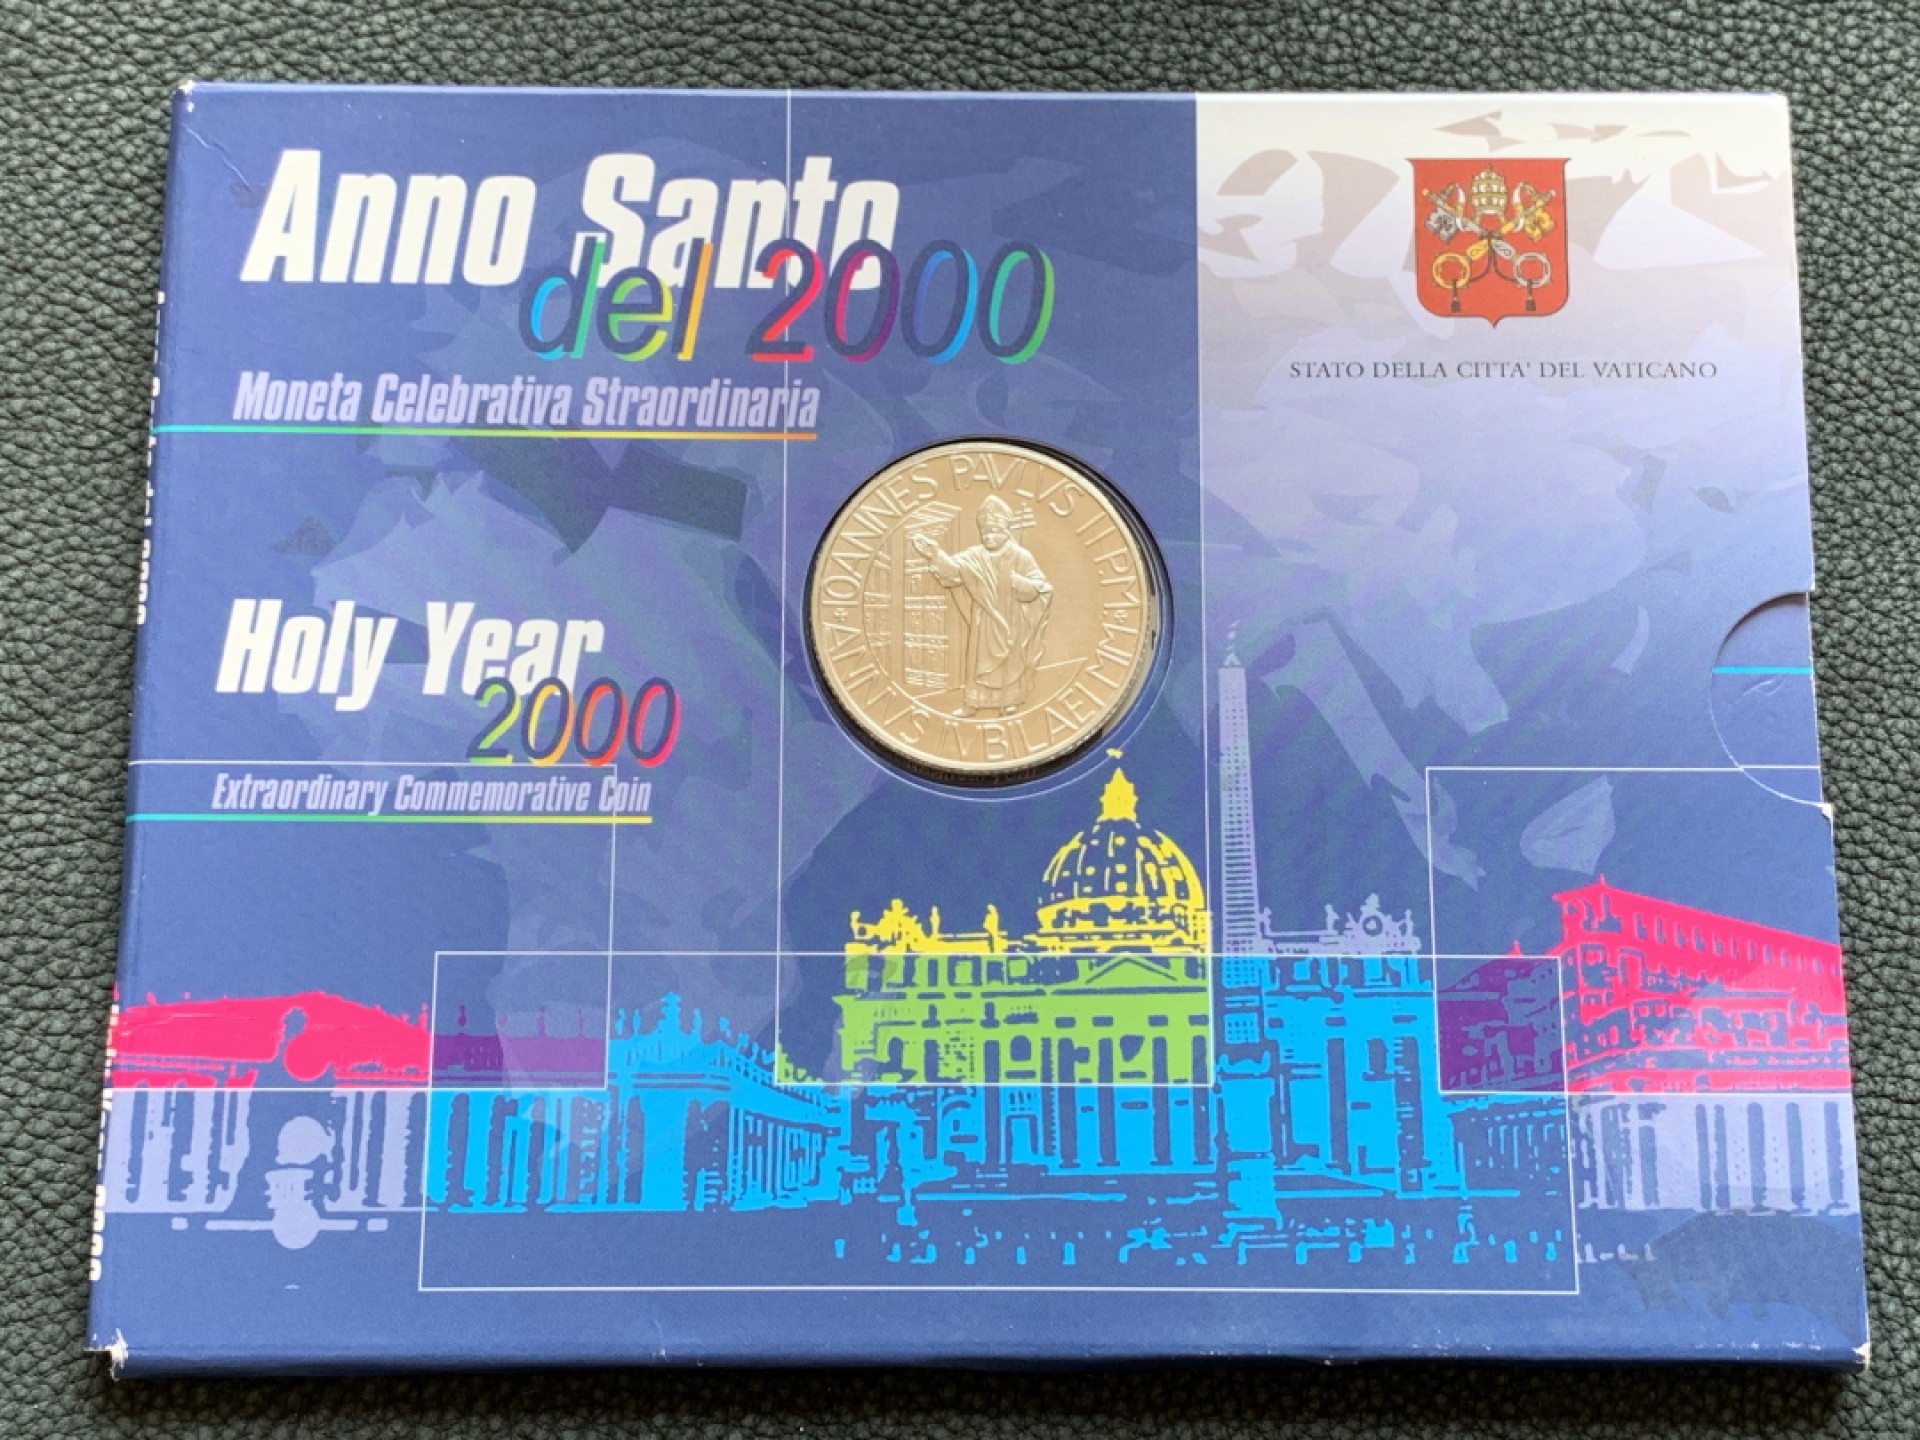 Anno Santo
del 2000
Moneta Celebrativa Straordinaria
STATO DELLA CITTA' DEL VATICANO
IOANNES PAVLVS II P.M.
ANNVS IVBILAEI MM
Holy Year
2000
Extraordinary Commemorative Coin